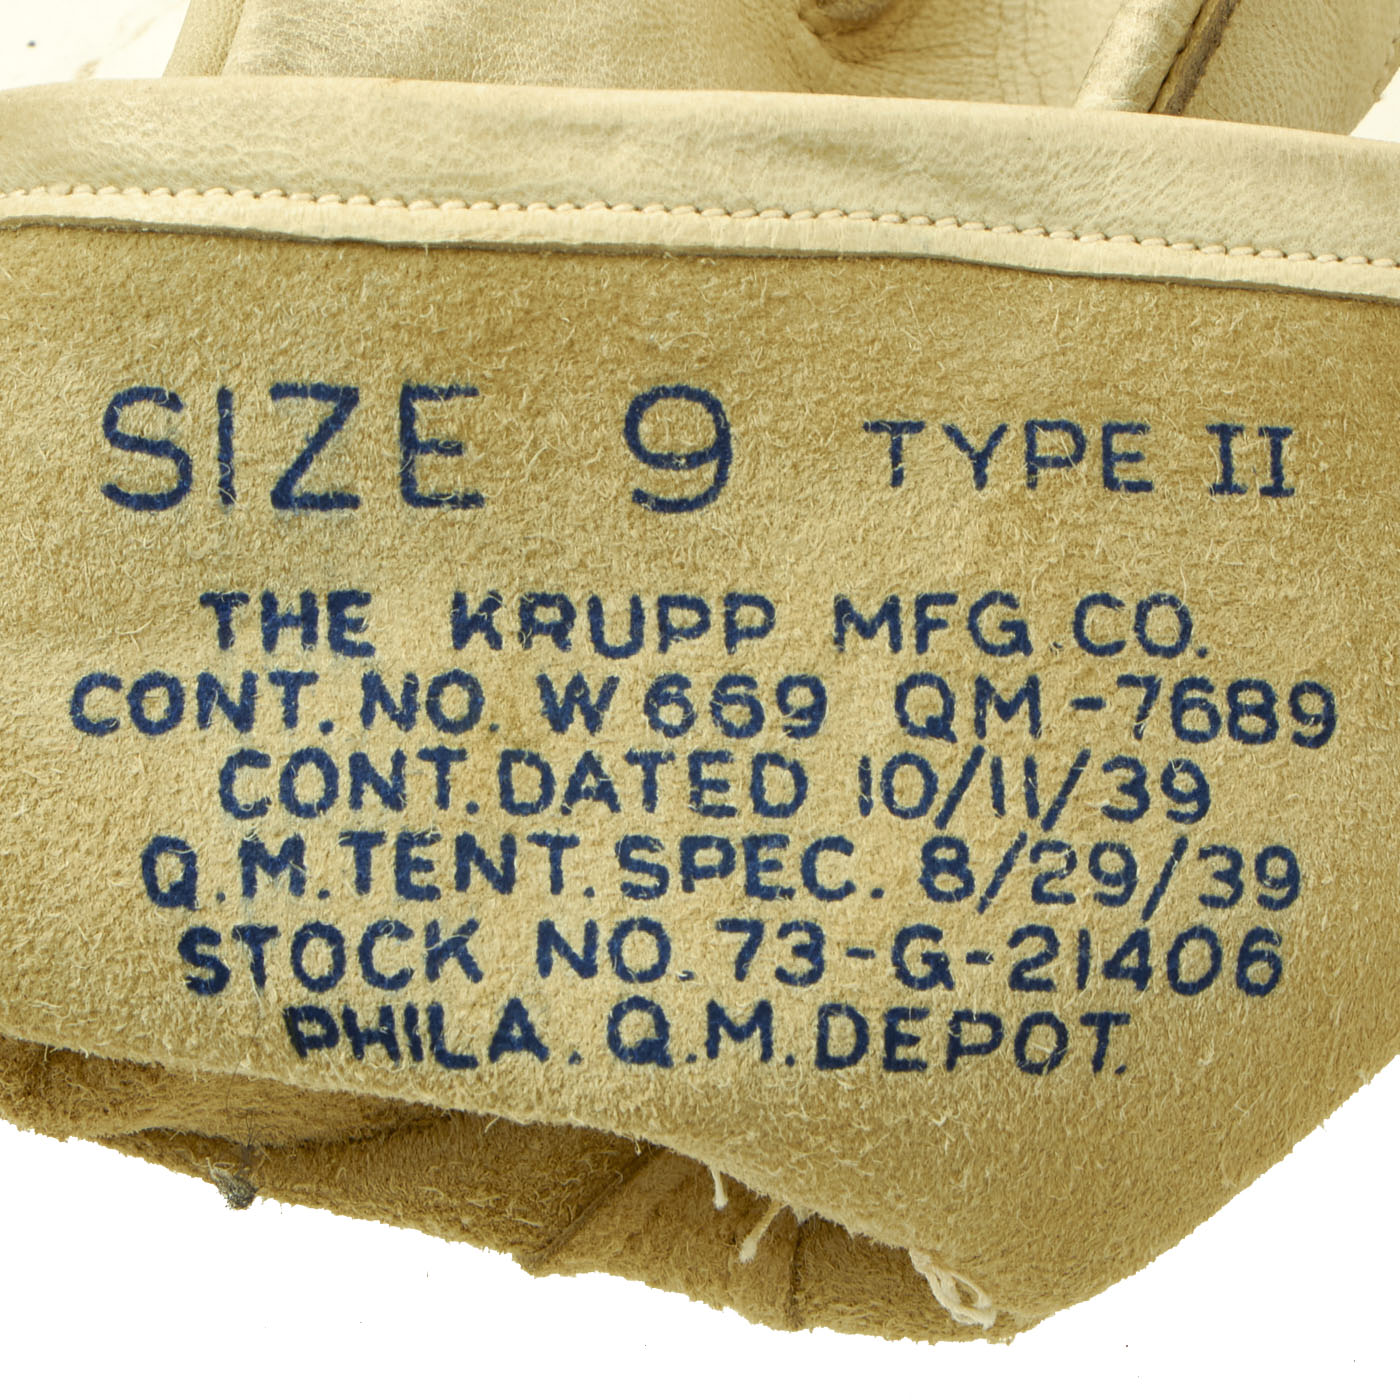 SIZE 9 TYPE II
THE KRUPP MFG.CO.
CONT. NO. W 669 QM-7689
CONT. DATED 10/11/39
Q.M. TENT. SPEC. 8/29/39
STOCK NO. 73-G-21406
PHILA. Q.M. DEPOT.